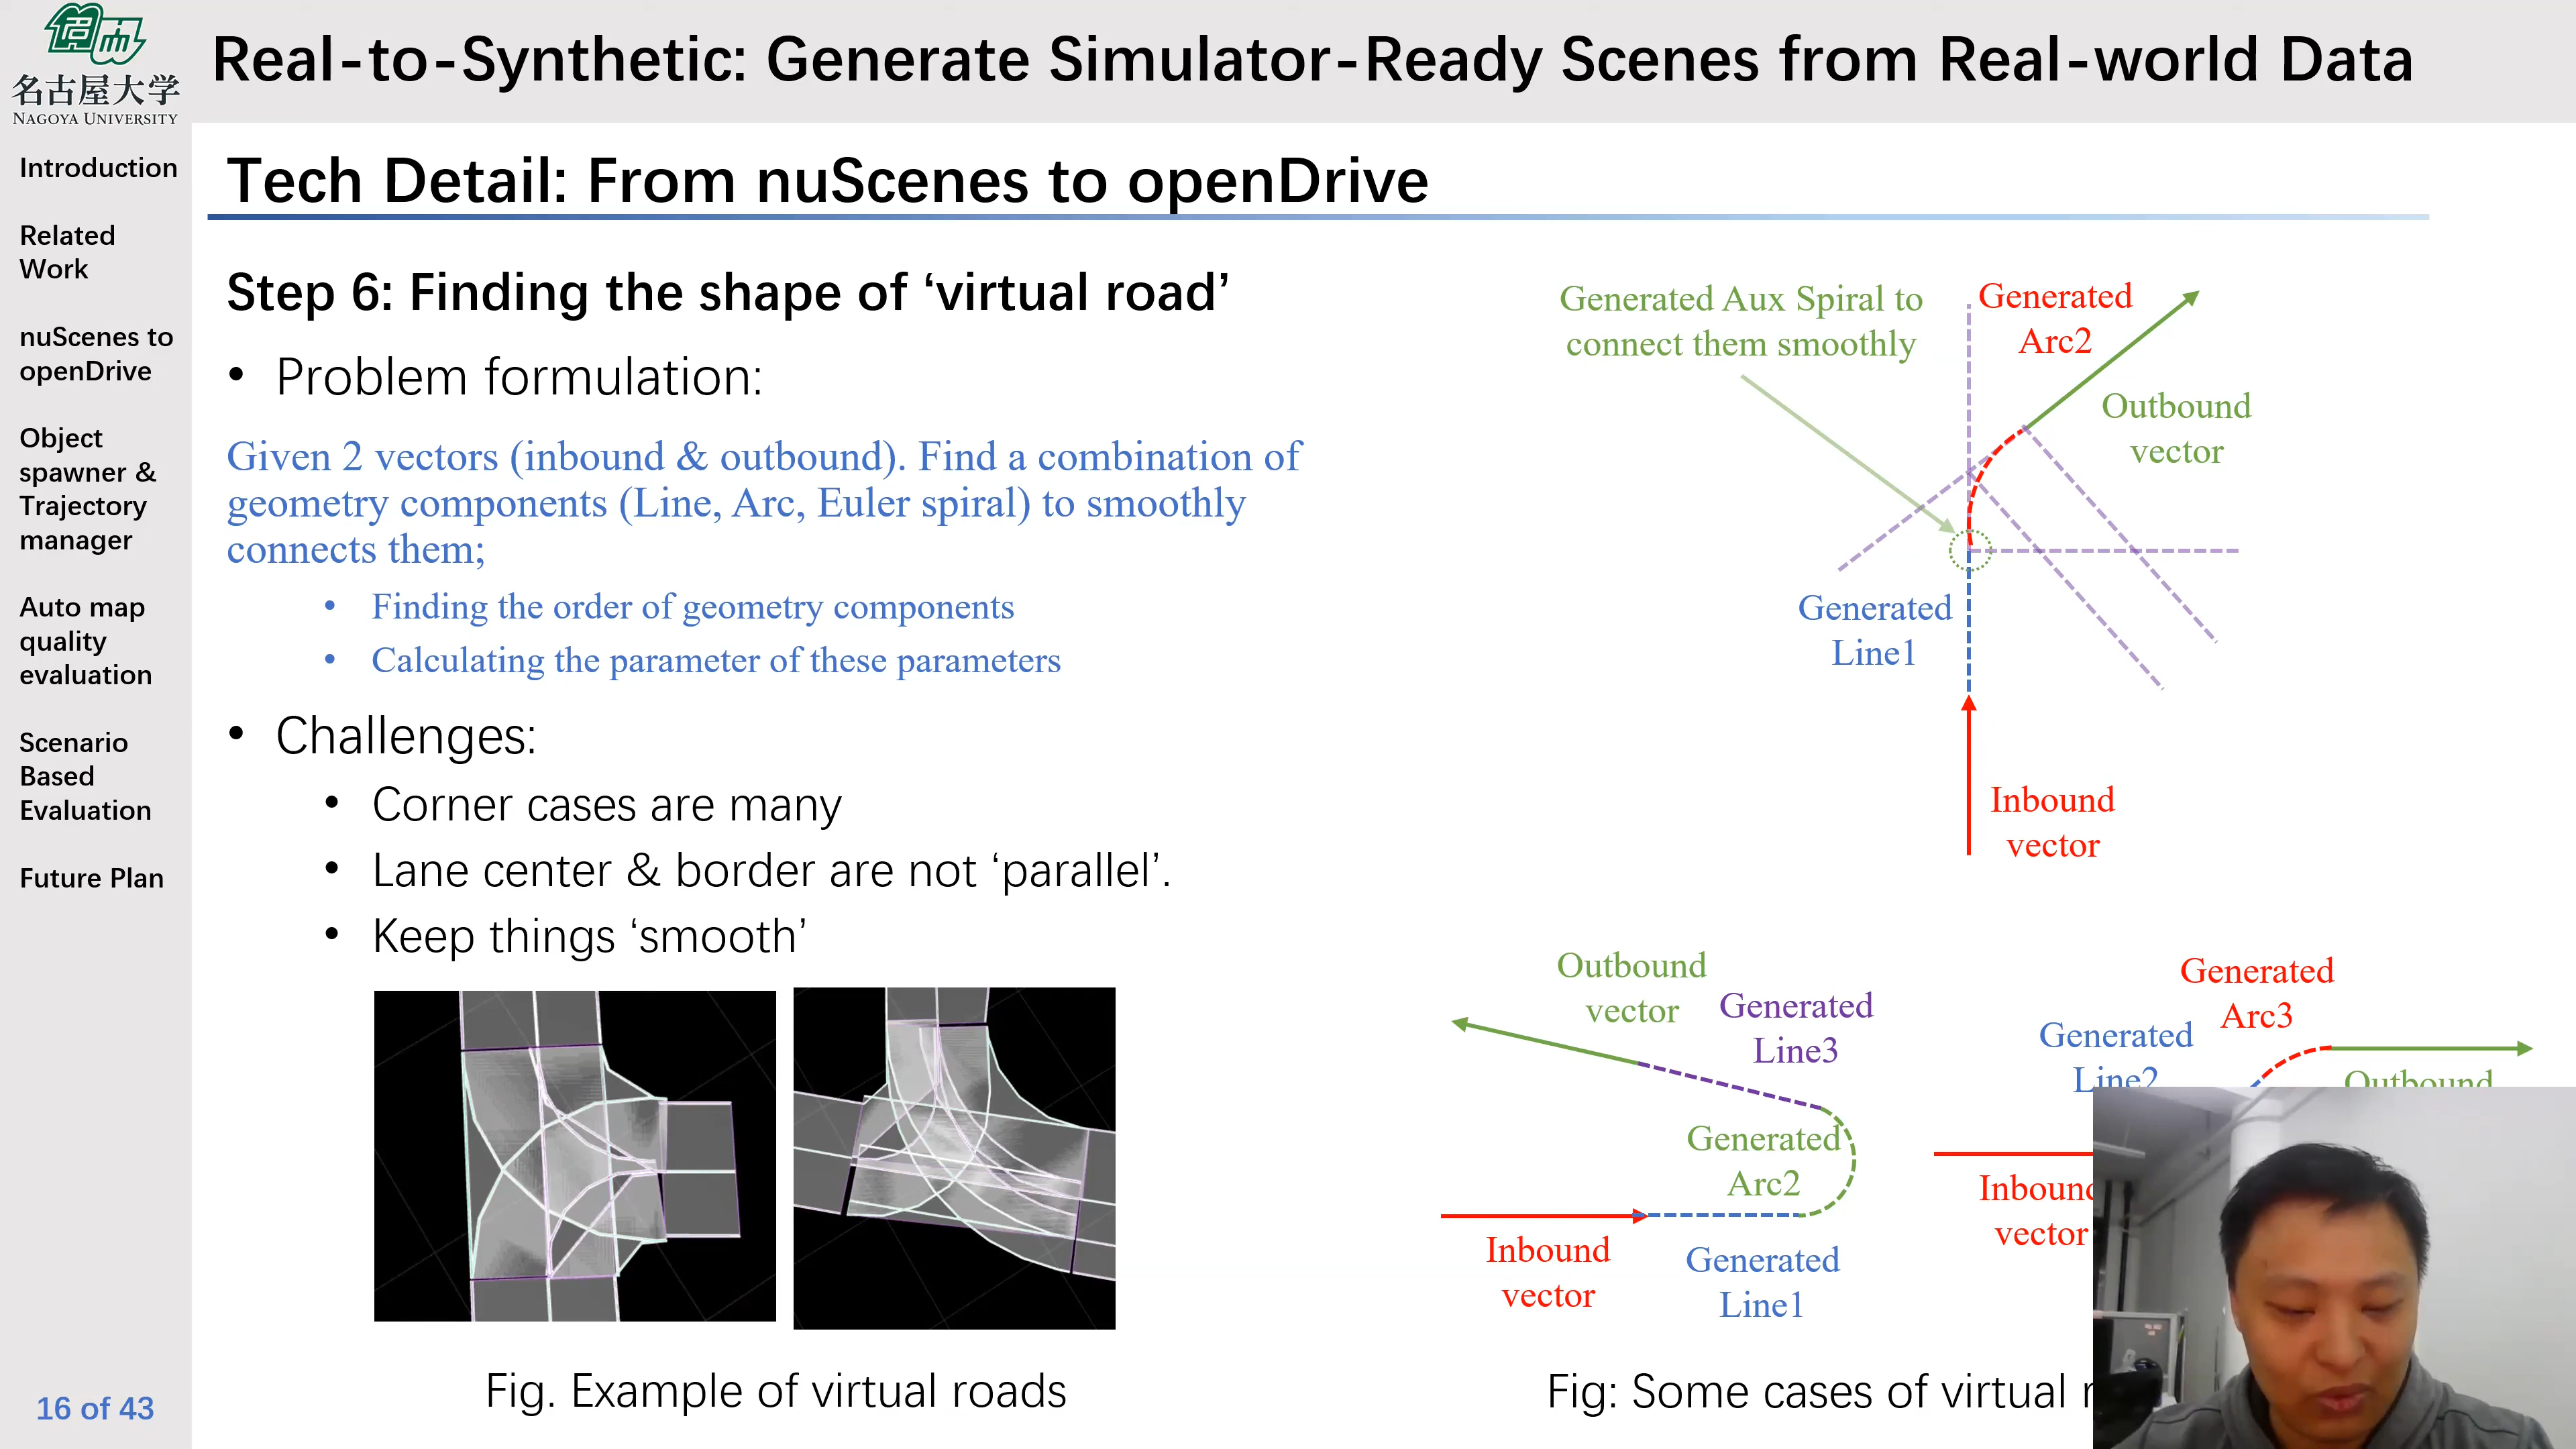 名古屋大学
NAGOYA UNIVERSITY
Real-to-Synthetic: Generate Simulator-Ready Scenes from Real-world Data
Introduction
Related
Work
nuScenes to
openDrive
Object
spawner &
Trajectory
manager
Auto map
quality
evaluation
Scenario
Based
Evaluation
Future Plan
16 of 43
Tech Detail: From nuScenes to openDrive
Step 6: Finding the shape of ‘virtual road’
• Problem formulation:
Given 2 vectors (inbound & outbound). Find a combination of
geometry components (Line, Arc, Euler spiral) to smoothly
connects them;
• Finding the order of geometry components
• Calculating the parameter of these parameters
• Challenges:
• Corner cases are many
• Lane center & border are not ‘parallel’.
• Keep things ‘smooth’
Fig. Example of virtual roads
Generated Aux Spiral to
connect them smoothly
Generated
Arc2
Outbound
vector
Generated
Line1
Inbound
vector
Outbound
vector
Generated
Line3
Generated
Arc2
Inbound
vector
Generated
Line1
Generated
Arc3
Generated
Line2
Outbound
Inbound
vector
Fig: Some cases of virtual